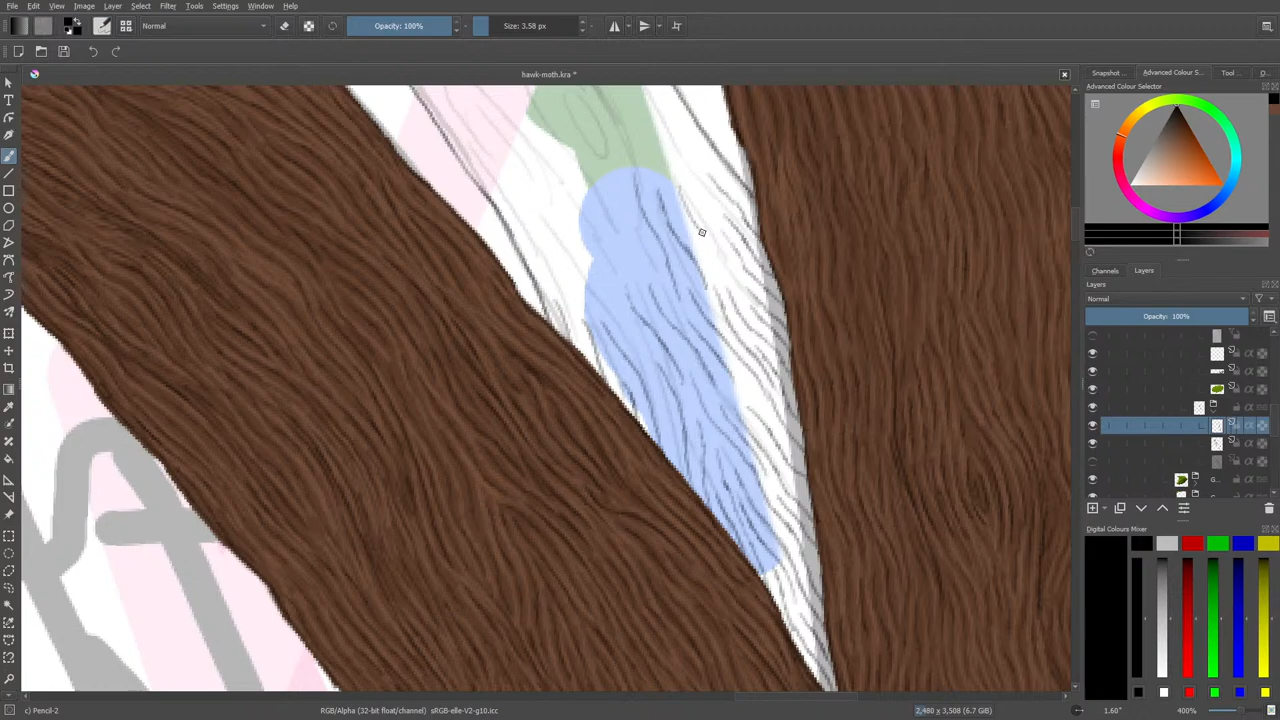 File Edit View Image Layer Select Filter Tools Settings Window Help
Normal Opacity: 100% Size: 3.58 px
hawk-moth.kra *
Snapshot ... Advanced Colour S... Tool ... O...
Advanced Colour Selector
Channels Layers
Layers
Normal
Opacity: 100%
G...
Digital Colours Mixer
c) Pencil-2 RGB/Alpha (32-bit float/channel) sRGB-elle-V2-g10.icc 2,480 x 3,508 (6.7 GiB) 1.60° 400%